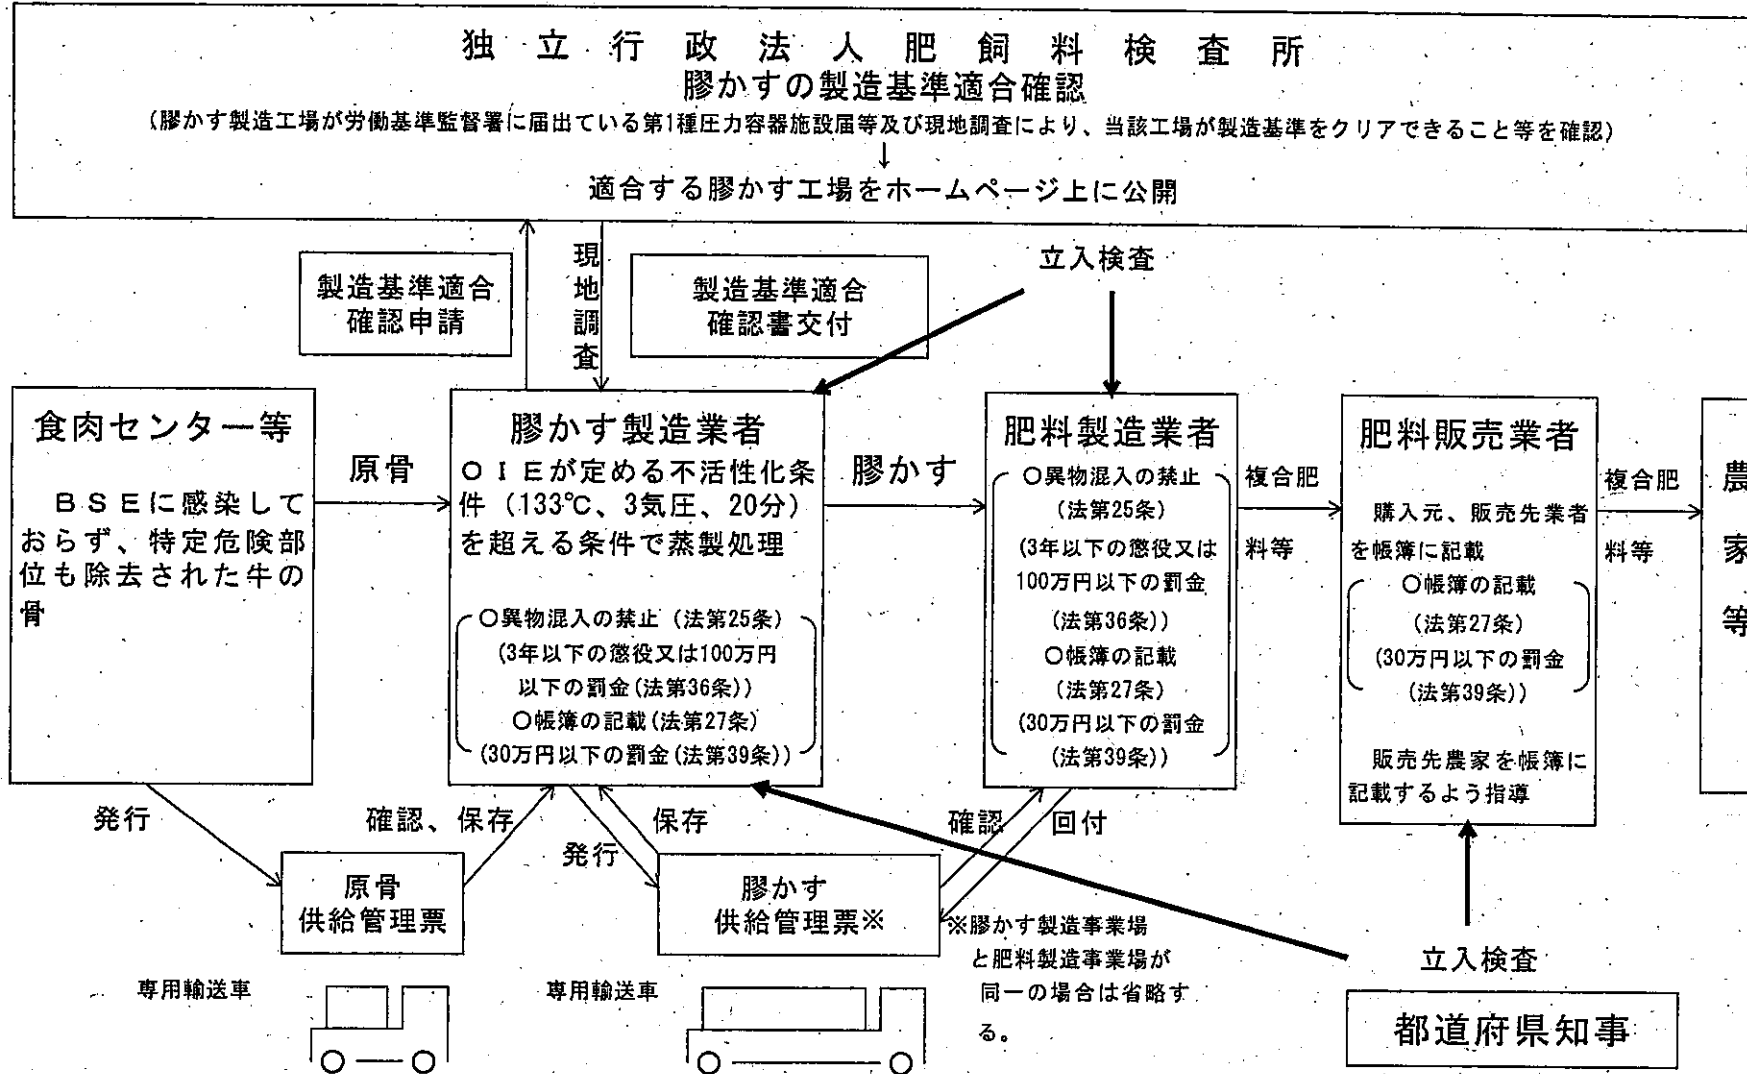 独立行政法人肥飼料検査所
膠かすの製造基準適合確認
(膠かす製造工場が労働基準監督署に届出ている第1種圧力容器施設届等及び現地調査により、当該工場が製造基準をクリアできること等を確認)
↓
適合する膠かす工場をホームページ上に公開
製造基準適合
確認申請
現地調査
製造基準適合
確認書交付
立入検査
食肉センター等
BSEに感染して
おらず、特定危険部
位も除去された牛の
骨
原骨
膠かす製造業者
OIEが定める不活性化条
件(133℃、3気圧、20分)
を超える条件で蒸製処理
○異物混入の禁止(法第25条)
(3年以下の懲役又は100万円
以下の罰金(法第36条))
○帳簿の記載(法第27条)
(30万円以下の罰金(法第39条))
膠かす
肥料製造業者
○異物混入の禁止
(法第25条)
(3年以下の懲役又は
100万円以下の罰金
(法第36条))
○帳簿の記載
(法第27条)
(30万円以下の罰金
(法第39条))
複合肥
料等
肥料販売業者
購入元、販売先業者
を帳簿に記載
○帳簿の記載
(法第27条)
(30万円以下の罰金
(法第39条))
販売先農家を帳簿に
記載するよう指導
複合肥
料等
農家等
発行
確認、保存
発行
保存
確認
回付
原骨
供給管理票
膠かす
供給管理票※
※膠かす製造事業場
と肥料製造事業場が
同一の場合は省略す
る。
専用輸送車
専用輸送車
立入検査
都道府県知事